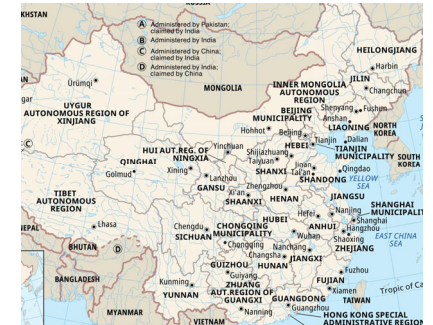 RUSSIA
KHSTAN
A Administered by Pakistan;
claimed by India
B Administered by India
C Administered by China;
claimed by India
D Administered by India;
claimed by China
MONGOLIA
HEILONGJIANG
Harbin
JILIN
Changchun
INNER MONGOLIA
AUTONOMOUS
REGION
Ürümqi
Shenyang
Fushun
Anshan
LIAONING
NORTH
KOREA
BEIJING
MUNICIPALITY
Hohhot
Beijing
UYGUR
AUTONOMOUS REGION OF
XINJIANG
gar
C
HEBEI
Tianjin
Dalian
TIANJIN
MUNICIPALITY
SOUTH
KOREA
HUI AUT.REG. OF
NINGXIA
Yinchuan
Shijiazhuang
Taiyuan
QINGHAI
Golmud
Xining
Lanzhou
GANSU
SHANXI
Jinan
Tai'an
Qingdao
SHANDONG
YELLOW
SEA
Zhengzhou
Xi'an
SHAANXI
HENAN
JIANGSU
TIBET
AUTONOMOUS
REGION
Lhasa
NEPAL
BHUTAN
D
HUBEI
Hefei
Nanjing
SHANGHAI
MUNICIPALITY
Shanghai
ANHUI
Hangzhou
Wuhan
Shaoxing
EAST CHINA
SEA
ZHEJIANG
Chengdu
SICHUAN
CHONGQING
MUNICIPALITY
Chongqing
Nanchang
Changsha
JIANGXI
HUNAN
GUIZHOU
Guiyang
BANGLADESH
Kunming
YUNNAN
ZHUANG
AUT.REGION OF
GUANGXI
Nanning
GUANGDONG
Guangzhou
FUJIAN
Fuzhou
Xiamen
TAIWAN
Tropic of Ca
MYANMAR
VIETNAM
HONG KONG SPECIAL
ADMINISTRATIVE REGION